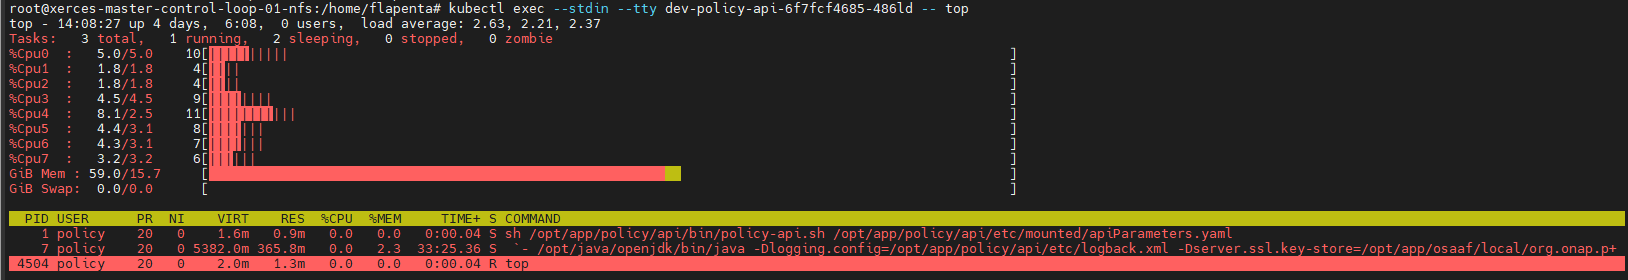 root@xerces-master-control-loop-01-nfs:/home/flapenta# kubectl exec --stdin --tty dev-policy-api-6f7fcf4685-486ld -- top
top - 14:08:27 up 4 days,  6:08,  0 users,  load average: 2.63, 2.21, 2.37
Tasks:   3 total,   1 running,   2 sleeping,   0 stopped,   0 zombie
%Cpu0  :   5.0/5.0    10[|||||||||| ]
%Cpu1  :   1.8/1.8     4[|||| ]
%Cpu2  :   1.8/1.8     4[|||| ]
%Cpu3  :   4.5/4.5     9[|||||||| ]
%Cpu4  :   8.1/2.5    11[||||||||||| ]
%Cpu5  :   4.4/3.1     8[||||||| ]
%Cpu6  :   4.3/3.1     7[||||||| ]
%Cpu7  :   3.2/3.2     6[|||||| ]
GiB Mem : 59.0/15.7     [ ]
GiB Swap:  0.0/0.0      [ ]
PID USER      PR  NI    VIRT    RES  %CPU  %MEM     TIME+ S COMMAND
1 policy    20   0    1.6m   0.9m   0.0   0.0   0:00.04 S sh /opt/app/policy/api/bin/policy-api.sh /opt/app/policy/api/etc/mounted/apiParameters.yaml
7 policy    20   0 5382.0m 365.8m   0.0   2.3  33:25.36 S  `- /opt/java/openjdk/bin/java -Dlogging.config=/opt/app/policy/api/etc/logback.xml -Dserver.ssl.key-store=/opt/app/osaaf/local/org.onap.p+
4504 policy    20   0    2.0m   1.3m   0.0   0.0   0:00.04 R top